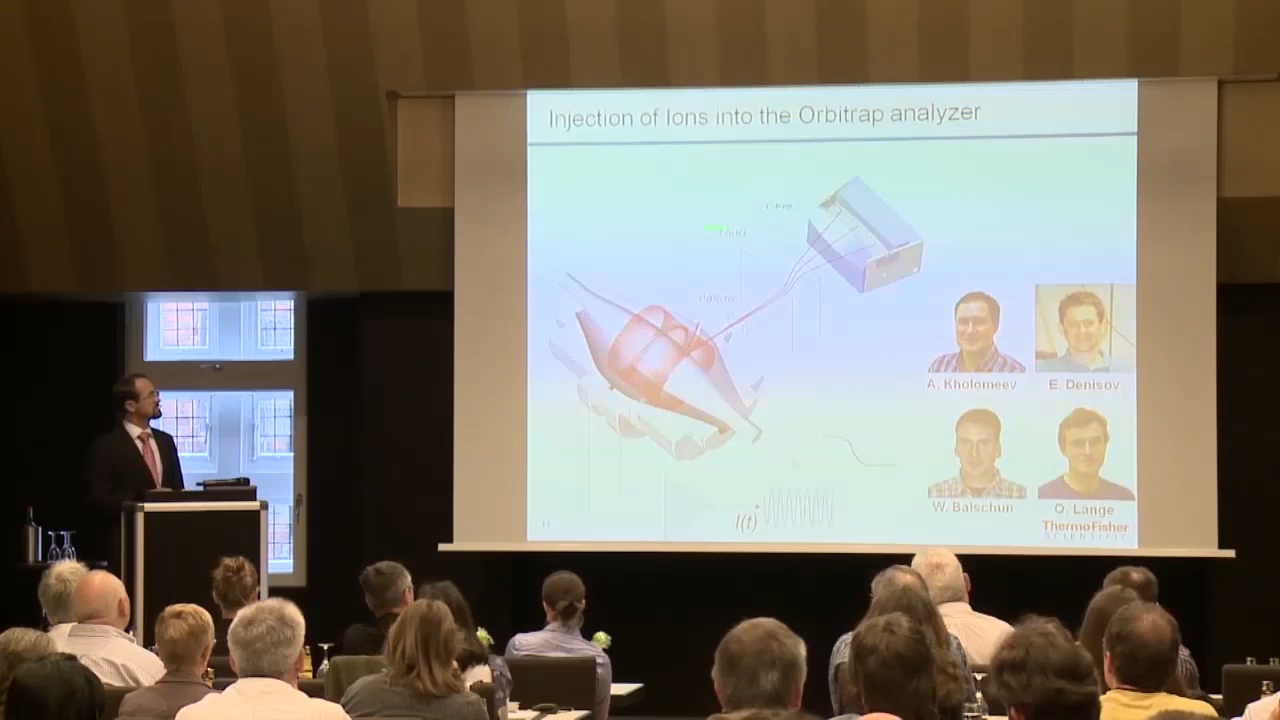 Injection of Ions into the Orbitrap analyzer
A. Kholomeev
E. Denisov
W. Balschun
O. Lange
I(t)
ThermoFisher
SCIENTIFIC